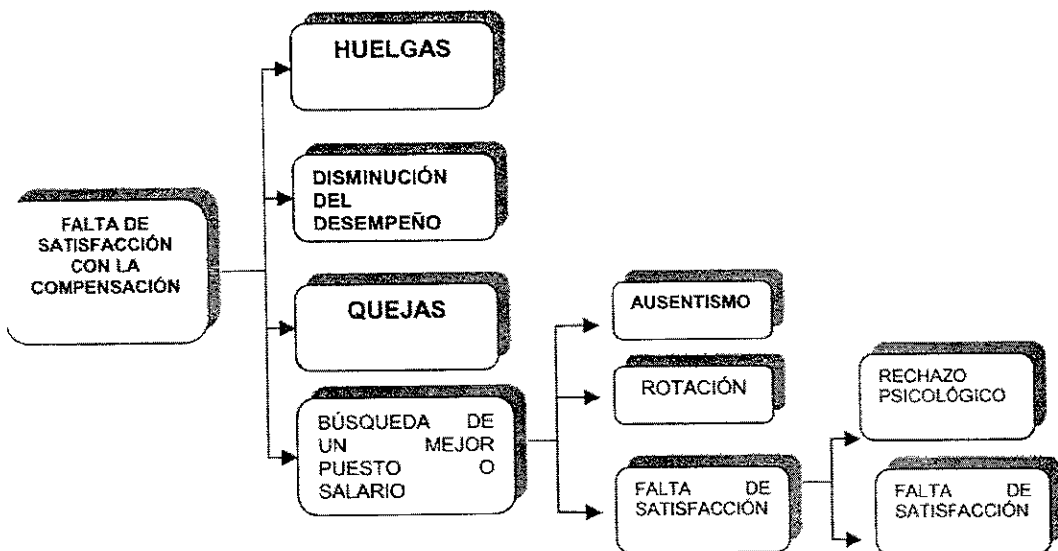 HUELGAS
DISMINUCIÓN
DEL
DESEMPEÑO
FALTA DE
SATISFACCIÓN
CON LA
COMPENSACIÓN
QUEJAS
BÚSQUEDA DE
UN MEJOR
PUESTO O
SALARIO
AUSENTISMO
ROTACIÓN
FALTA DE
SATISFACCIÓN
RECHAZO
PSICOLÓGICO
FALTA DE
SATISFACCIÓN